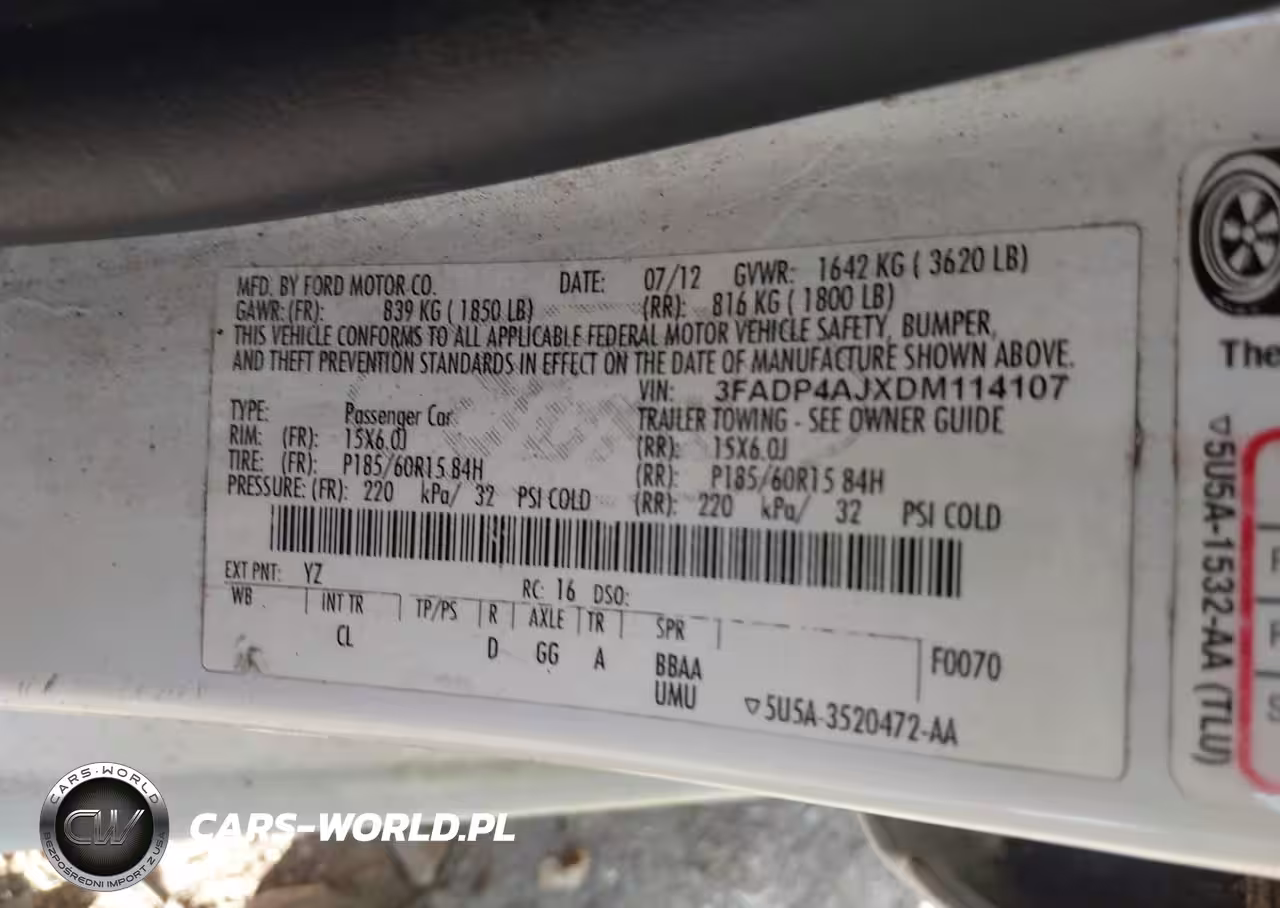 MFD. BY FORD MOTOR CO. DATE: 07/12 GVWR: 1642 KG ( 3620 LB)
GAWR: (FR): 839 KG ( 1850 LB) (RR): 816 KG ( 1800 LB)
THIS VEHICLE CONFORMS TO ALL APPLICABLE FEDERAL MOTOR VEHICLE SAFETY, BUMPER,
AND THEFT PREVENTION STANDARDS IN EFFECT ON THE DATE OF MANUFACTURE SHOWN ABOVE.
VIN: 3FADP4AJXDM114107
TYPE: Passenger Car TRAILER TOWING - SEE OWNER GUIDE
RIM: (FR): 15X6.0J (RR): 15X6.0J
TIRE: (FR): P185/60R15 84H (RR): P185/60R15 84H
PRESSURE: (FR): 220 kPa/ 32 PSI COLD (RR): 220 kPa/ 32 PSI COLD
EXT PNT: YZ RC: 16 DSO:
WB INT TR TP/PS R AXLE TR SPR
CL D GG A BBAA F0070
UMU ▽5U5A-3520472-AA
The
▽5U5A-1532-AA (TLU)
CARS-WORLD
CW
BEZPOŚREDNI IMPORT Z USA
CARS-WORLD.PL